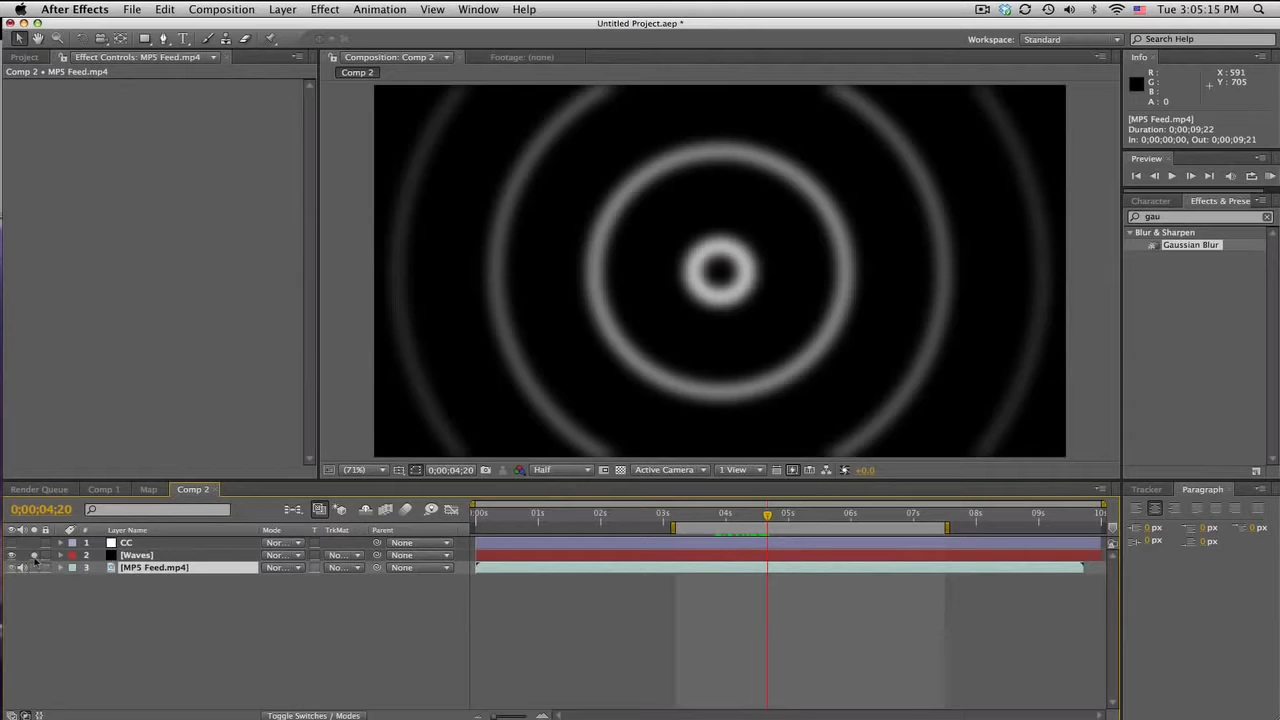 After Effects File Edit Composition Layer Effect Animation View Window Help Tue 3:05:15 PM
Untitled Project.aep *
T Workspace: Standard Search Help
Project Effect Controls: MP5 Feed.mp4 Composition: Comp 2 Footage: (none) Info
Comp 2 • MP5 Feed.mp4 Comp 2
R : X : 591
G : Y : 705
B :
A : 0
[MP5 Feed.mp4]
Duration: 0;00;09;22
In: 0;00;00;00, Out: 0;00;09;21
Preview
Character Effects & Prese
gau
Blur & Sharpen
Gaussian Blur
(71%) 0;00;04;20 Half Active Camera 1 View +0.0
Render Queue Comp 1 Map Comp 2 Tracker Paragraph
0;00;04;20
:00s 01s 02s 03s 04s 05s 06s 07s 08s 09s 10s
# Layer Name Mode T TrkMat Parent
1 CC Nor... None
2 [Waves] Nor... No... None
3 [MP5 Feed.mp4] Nor... No... None
0 px 0 px 0 px
0 px 0 px
Toggle Switches / Modes